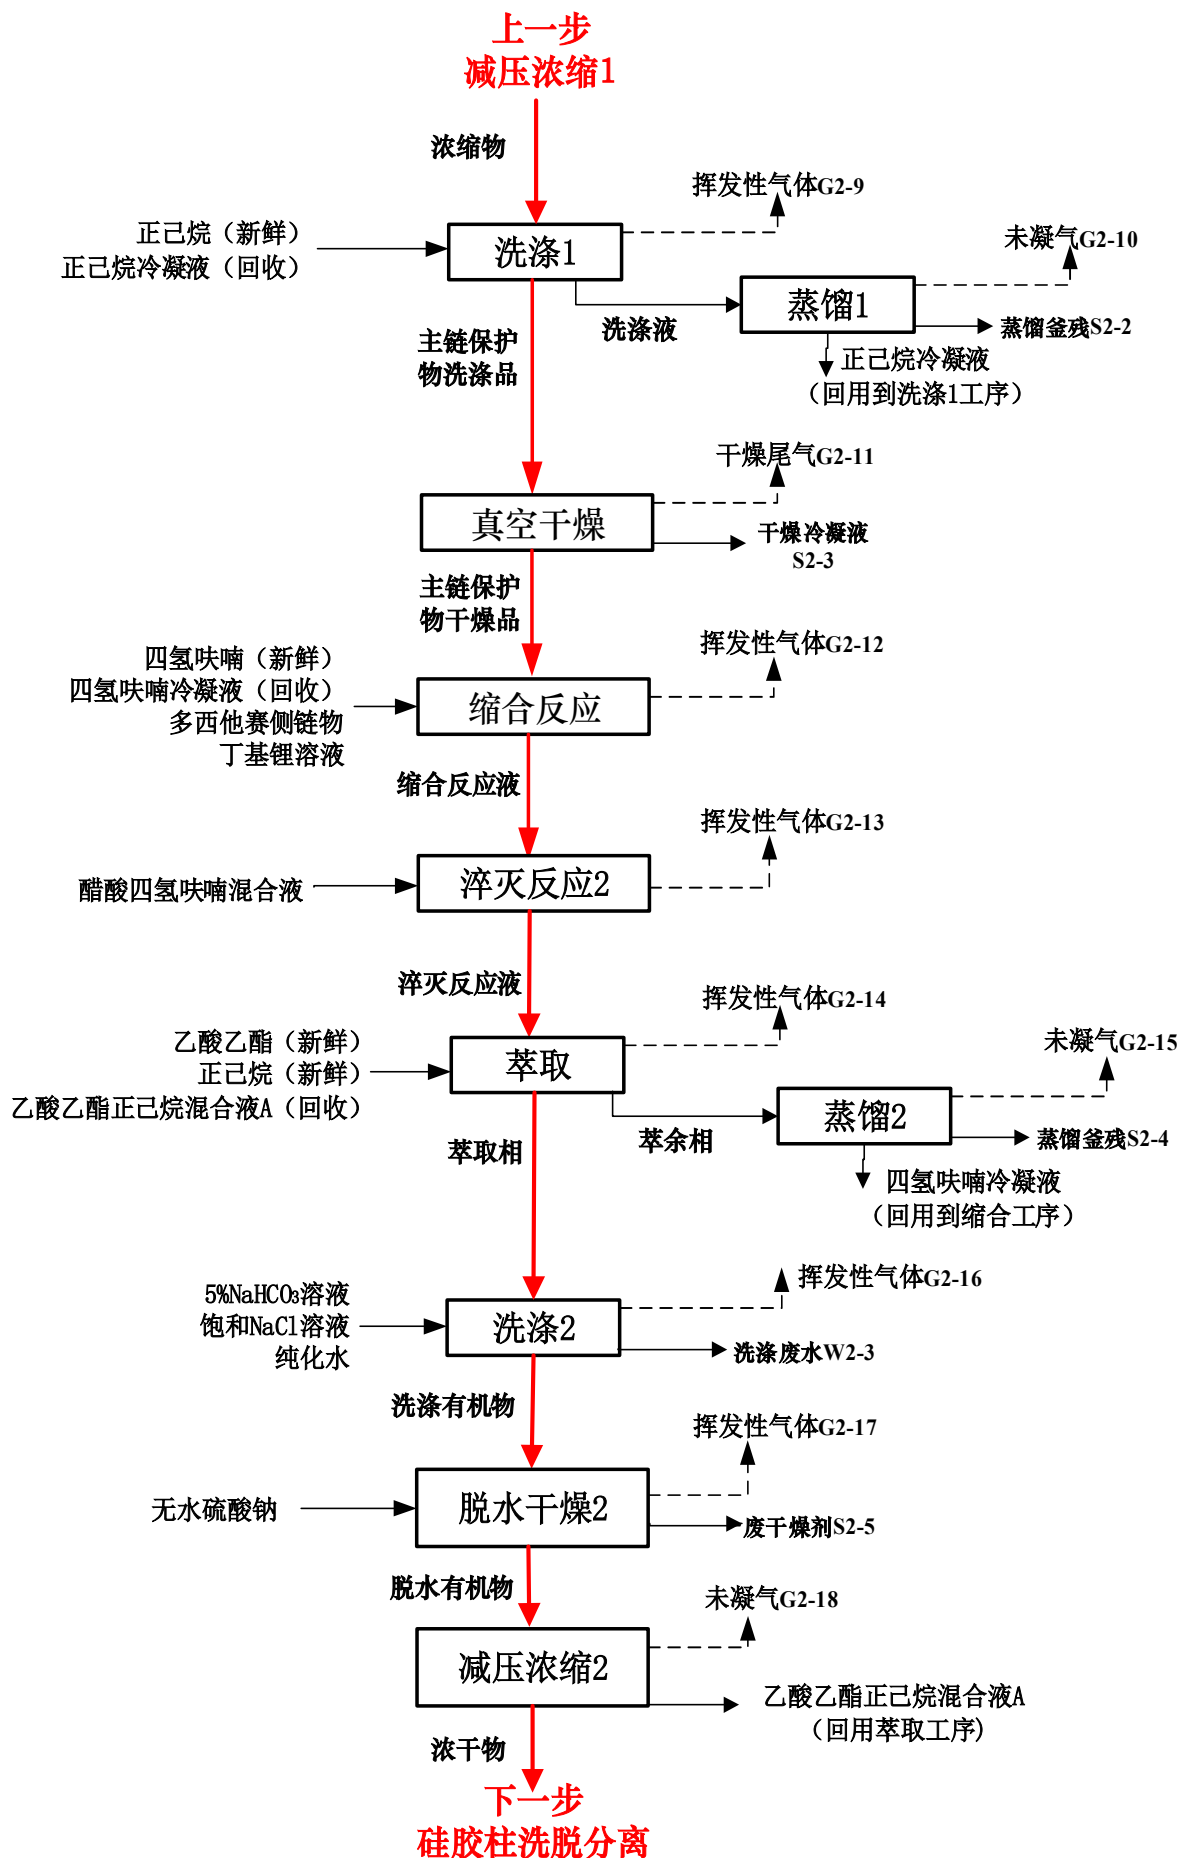 上一步
减压浓缩1
浓缩物
挥发性气体G2-9
正己烷（新鲜）
正己烷冷凝液（回收）
洗涤1
未凝气G2-10
蒸馏1
洗涤液
蒸馏釜残S2-2
主链保护
物洗涤品
正己烷冷凝液
（回用到洗涤1工序）
干燥尾气G2-11
真空干燥
干燥冷凝液
S2-3
主链保护
物干燥品
挥发性气体G2-12
四氢呋喃（新鲜）
四氢呋喃冷凝液（回收）
多西他赛侧链物
丁基锂溶液
缩合反应
缩合反应液
挥发性气体G2-13
醋酸四氢呋喃混合液
淬灭反应2
淬灭反应液
挥发性气体G2-14
乙酸乙酯（新鲜）
正己烷（新鲜）
乙酸乙酯正己烷混合液A（回收）
萃取
未凝气G2-15
蒸馏2
萃取相
萃余相
蒸馏釜残S2-4
四氢呋喃冷凝液
（回用到缩合工序）
挥发性气体G2-16
5%NaHCO₃溶液
饱和NaCl溶液
纯化水
洗涤2
洗涤废水W2-3
洗涤有机物
挥发性气体G2-17
无水硫酸钠
脱水干燥2
废干燥剂S2-5
脱水有机物
未凝气G2-18
减压浓缩2
乙酸乙酯正己烷混合液A
（回用萃取工序)
浓干物
下一步
硅胶柱洗脱分离